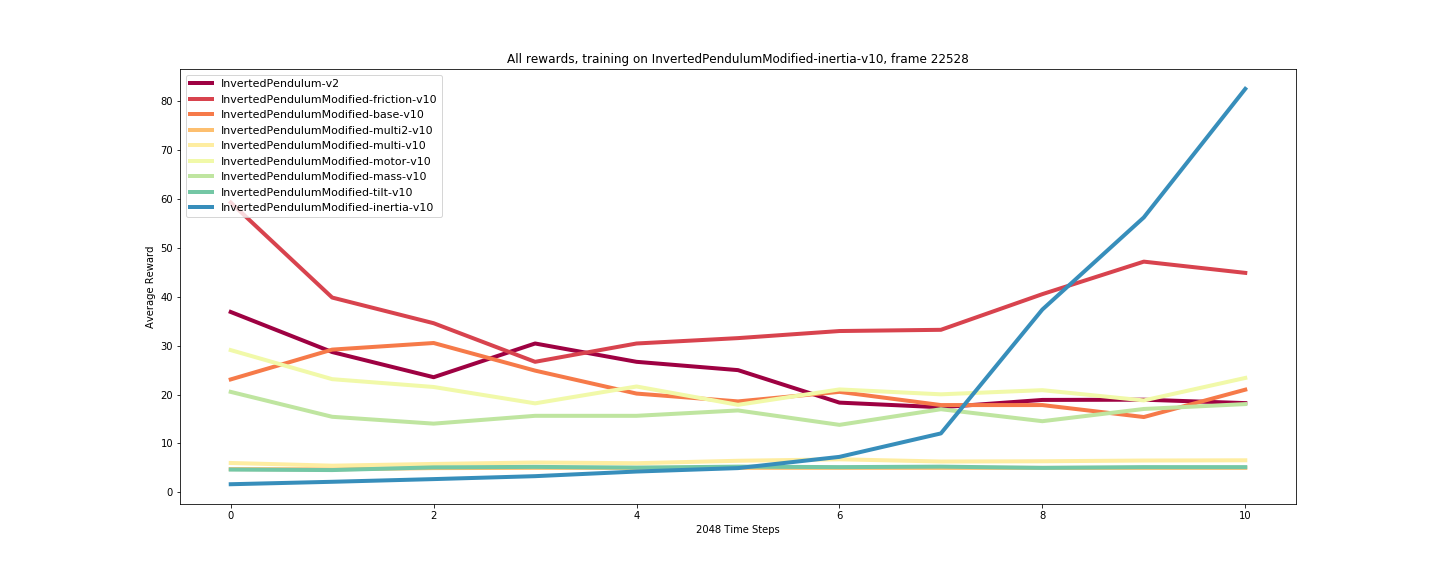 All rewards, training on InvertedPendulumModified-inertia-v10, frame 22528
InvertedPendulum-v2
InvertedPendulumModified-friction-v10
InvertedPendulumModified-base-v10
InvertedPendulumModified-multi2-v10
InvertedPendulumModified-multi-v10
InvertedPendulumModified-motor-v10
InvertedPendulumModified-mass-v10
InvertedPendulumModified-tilt-v10
InvertedPendulumModified-inertia-v10
80
70
60
50
40
30
20
10
0
Average Reward
0 2 4 6 8 10
2048 Time Steps